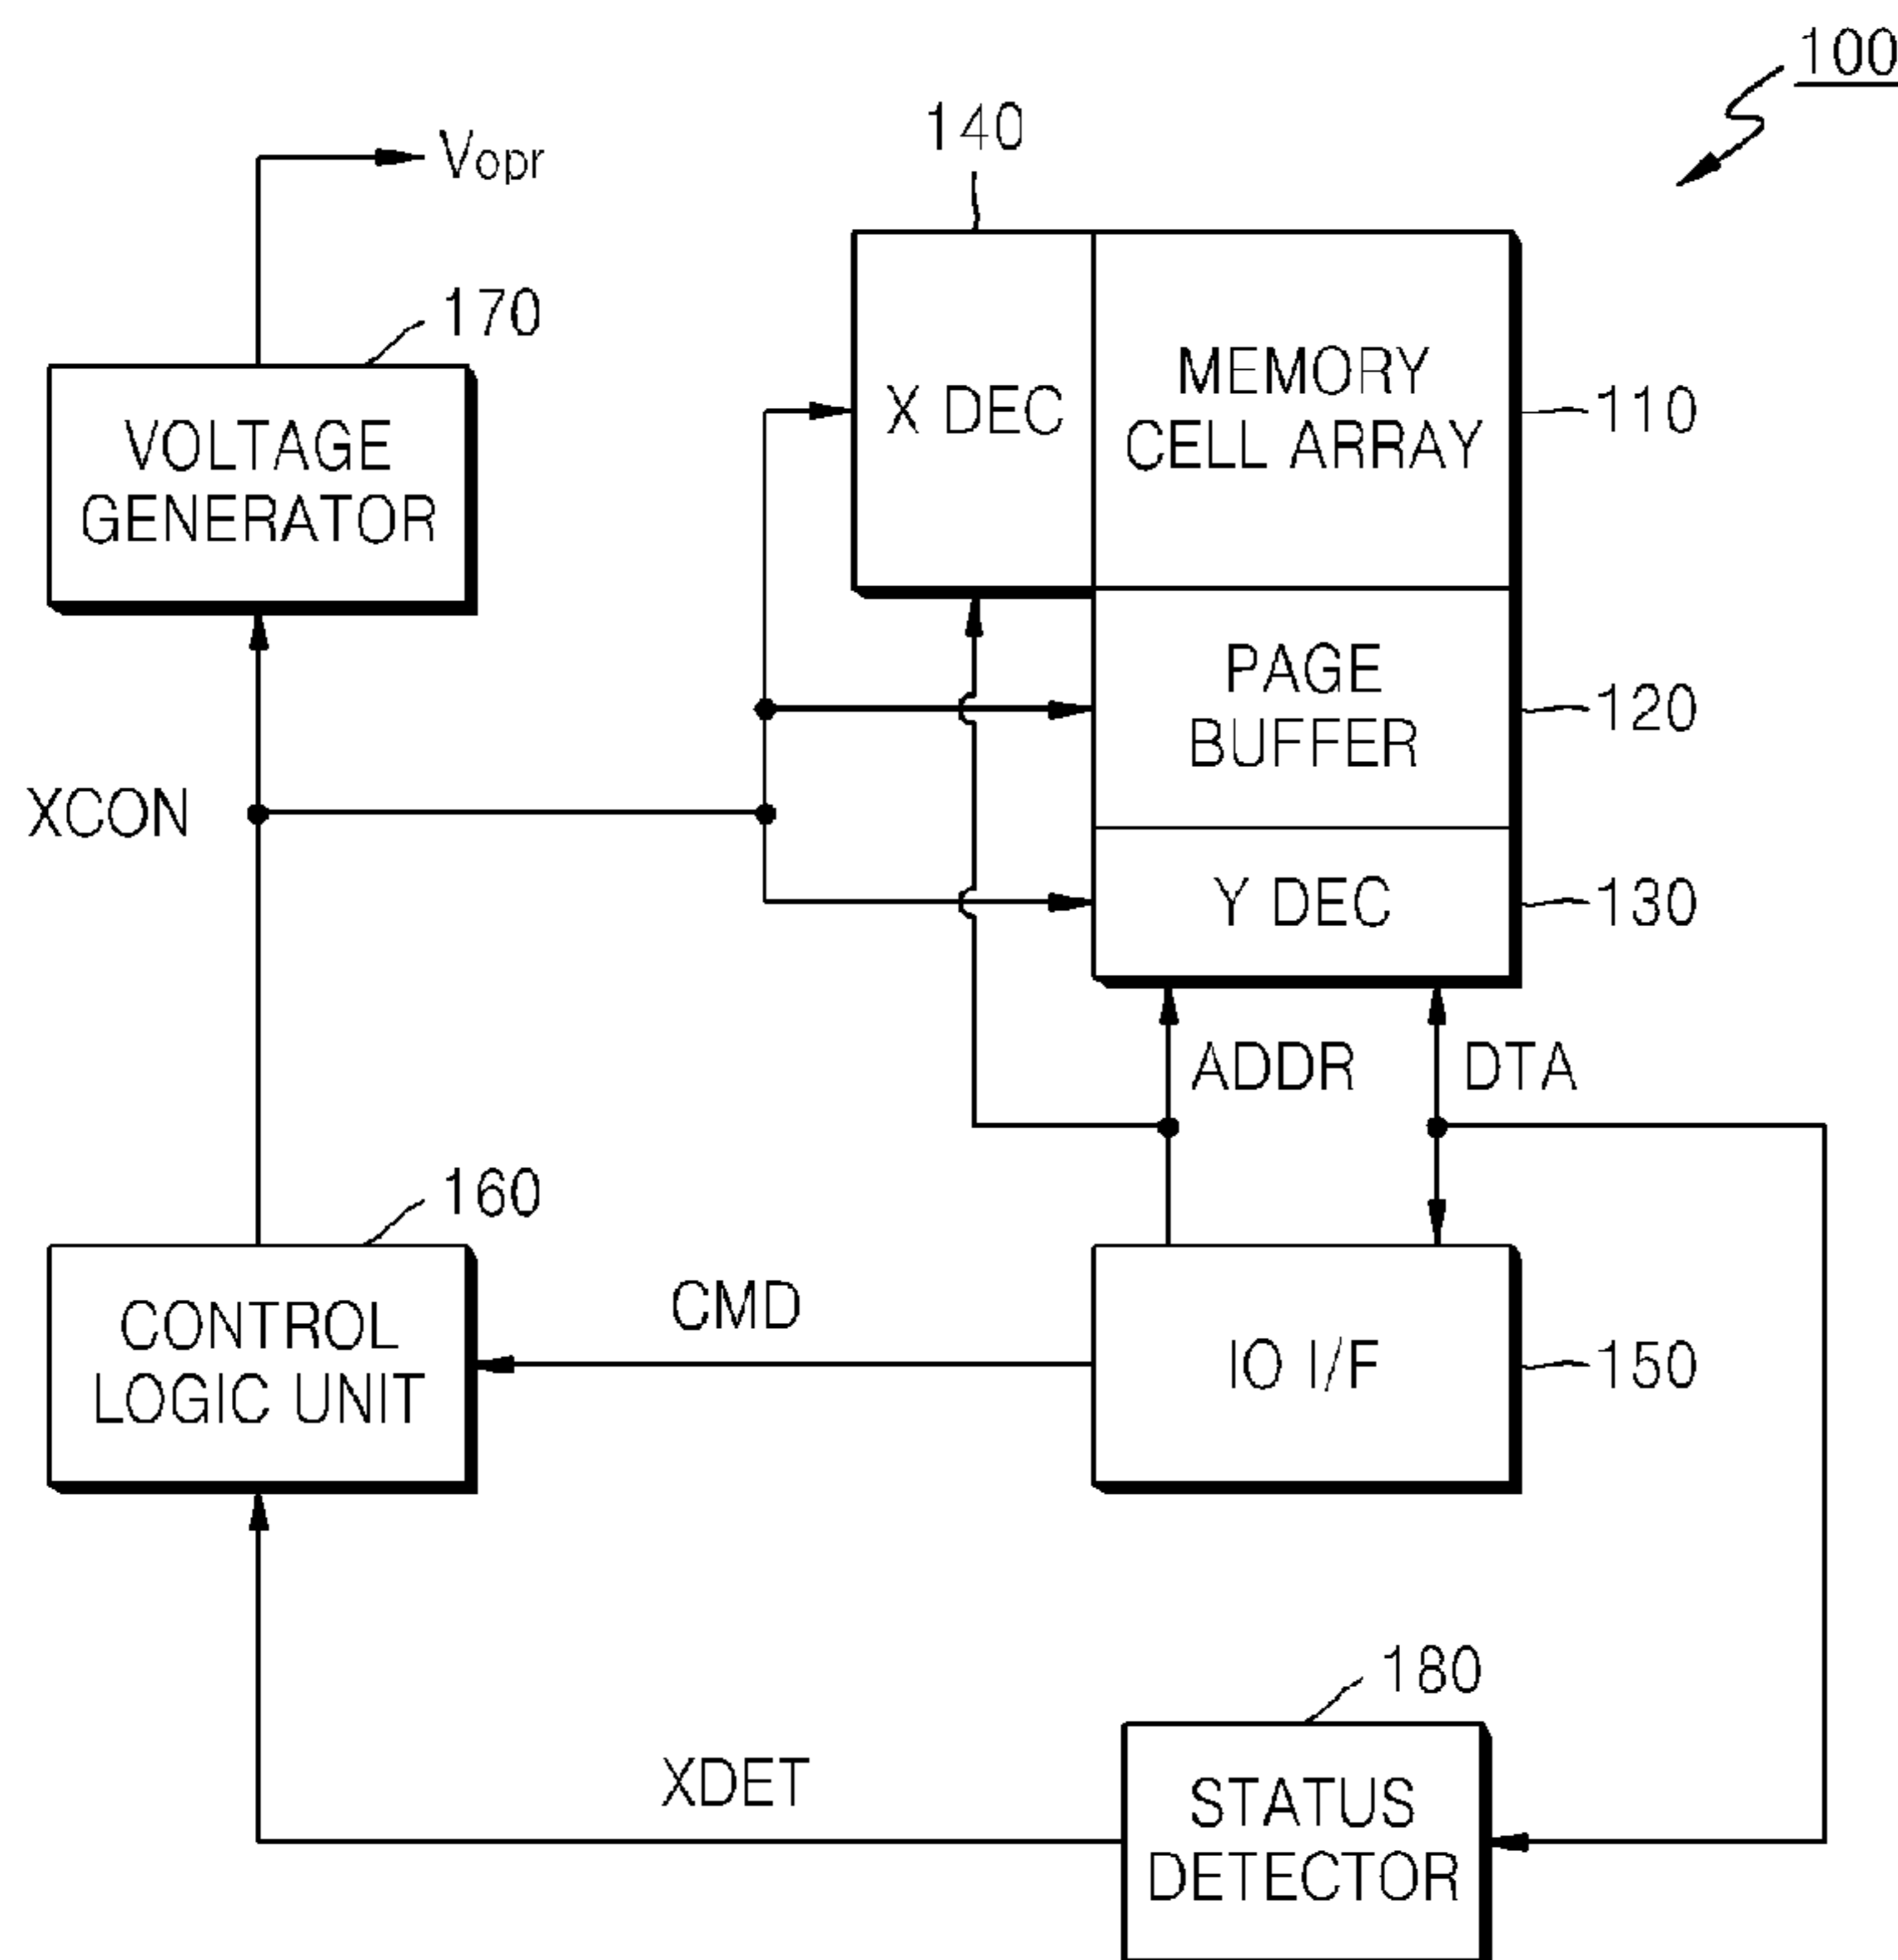 100
140
Vopr
170
VOLTAGE
GENERATOR
X DEC
MEMORY
CELL ARRAY
110
PAGE
BUFFER
120
XCON
Y DEC
130
ADDR
DTA
160
CONTROL
LOGIC UNIT
CMD
IO I/F
150
180
XDET
STATUS
DETECTOR